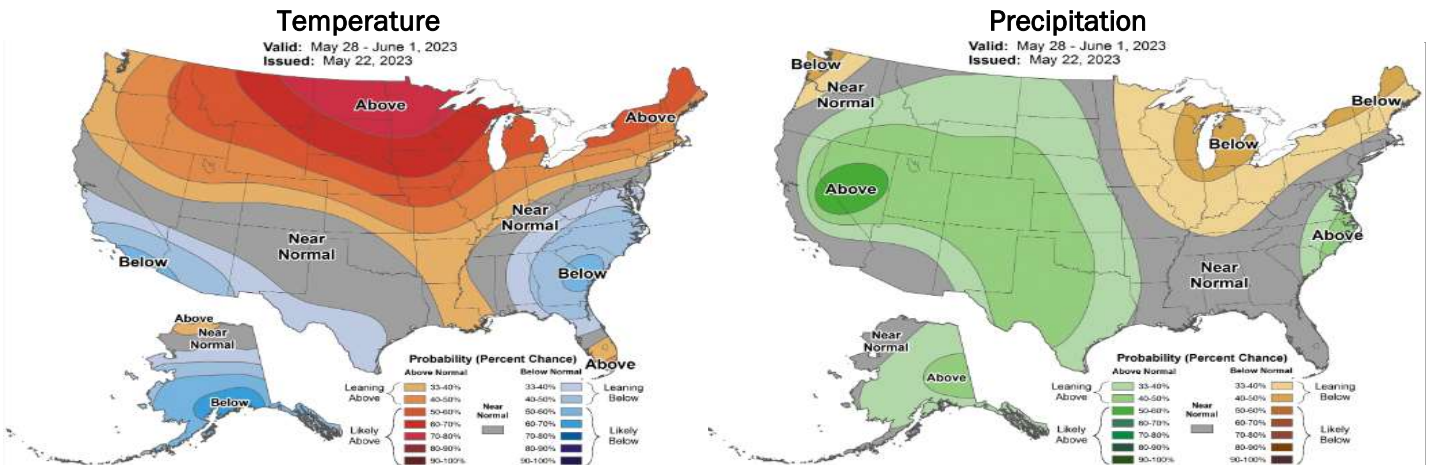 Temperature
Valid: May 28 - June 1, 2023
Issued: May 22, 2023
Above
Above
Near
Normal
Near
Normal
Below
Below
Above
Near
Normal
Below
Above
Probability (Percent Chance)
Above Normal
Below Normal
Leaning
Above
33-40%
40-50%
Likely
Above
50-60%
60-70%
70-80%
80-90%
90-100%
Near
Normal
33-40%
40-50%
Leaning
Below
50-60%
60-70%
70-80%
80-90%
90-100%
Likely
Below
Precipitation
Valid: May 28 - June 1, 2023
Issued: May 22, 2023
Below
Near
Normal
Below
Below
Above
Above
Near
Normal
Near
Normal
Above
Probability (Percent Chance)
Above Normal
Below Normal
Leaning
Above
33-40%
40-50%
Likely
Above
50-60%
60-70%
70-80%
80-90%
90-100%
Near
Normal
33-40%
40-50%
Leaning
Below
50-60%
60-70%
70-80%
80-90%
90-100%
Likely
Below